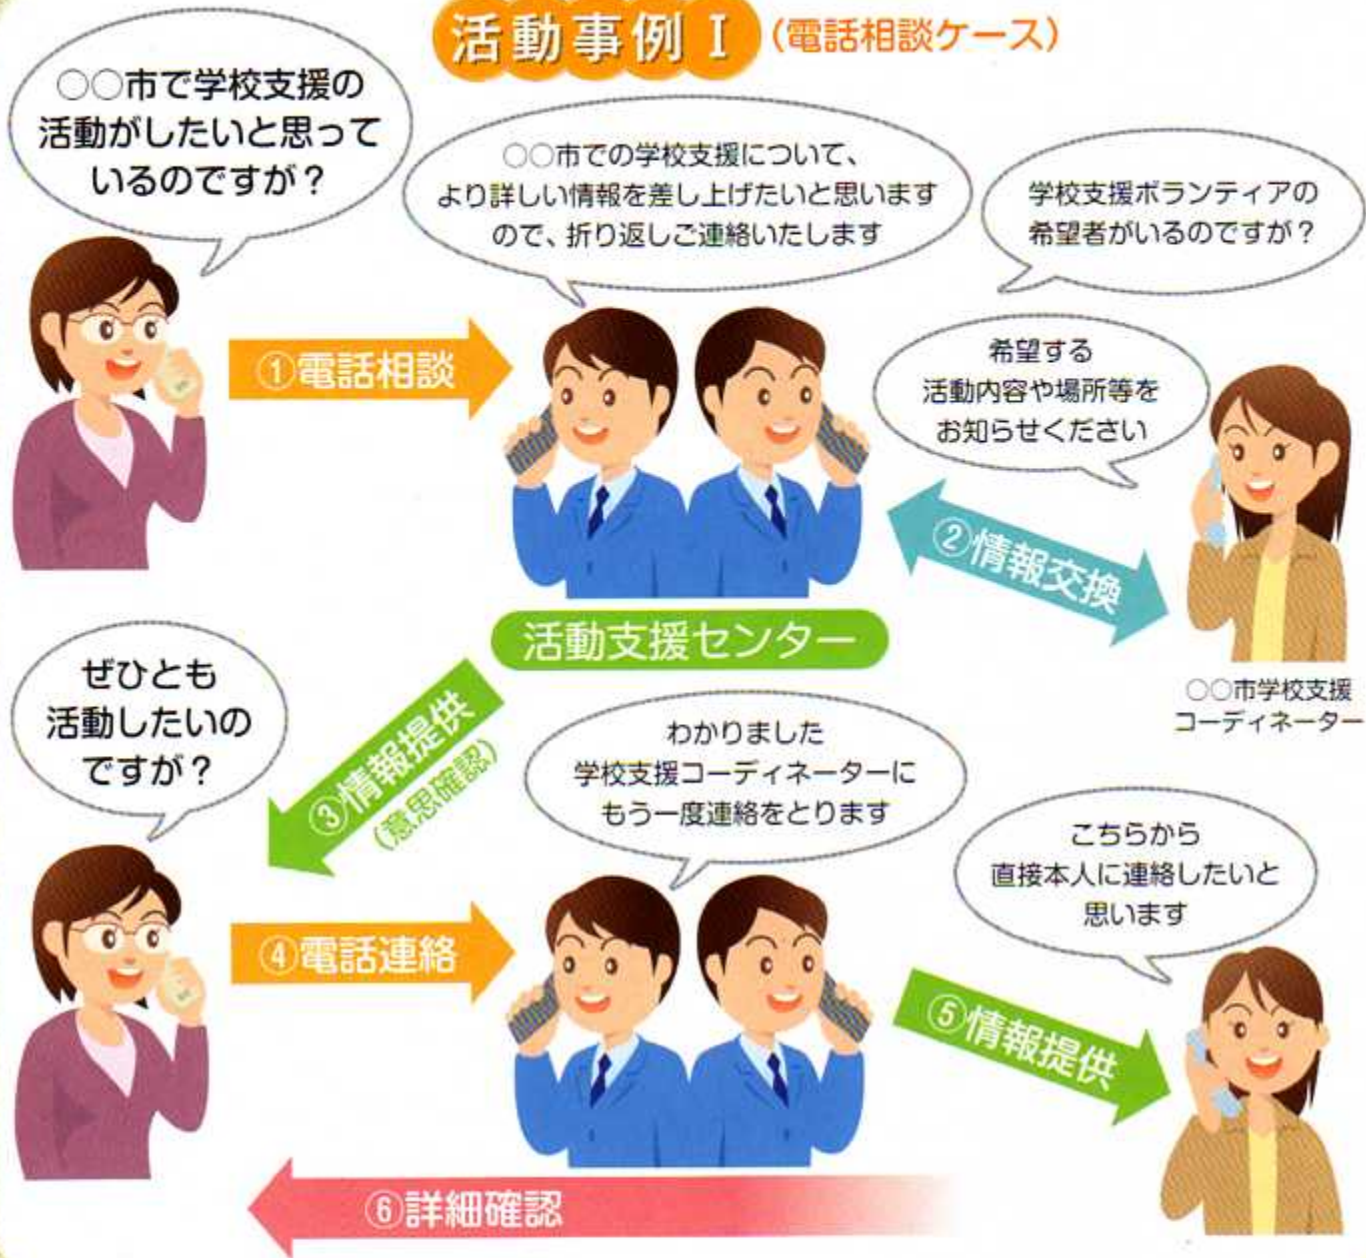 活動事例Ⅰ(電話相談ケース)
○○市で学校支援の
活動がしたいと思って
いるのですが?
○○市での学校支援について、
より詳しい情報を差し上げたいと思います
ので、折り返しご連絡いたします
学校支援ボランティアの
希望者がいるのですが?
①電話相談
希望する
活動内容や場所等を
お知らせください
②情報交換
活動支援センター
○○市学校支援
コーディネーター
③情報提供
(意思確認)
ぜひとも
活動したいの
ですが?
わかりました
学校支援コーディネーターに
もう一度連絡をとります
こちらから
直接本人に連絡したいと
思います
④電話連絡
⑤情報提供
⑥詳細確認